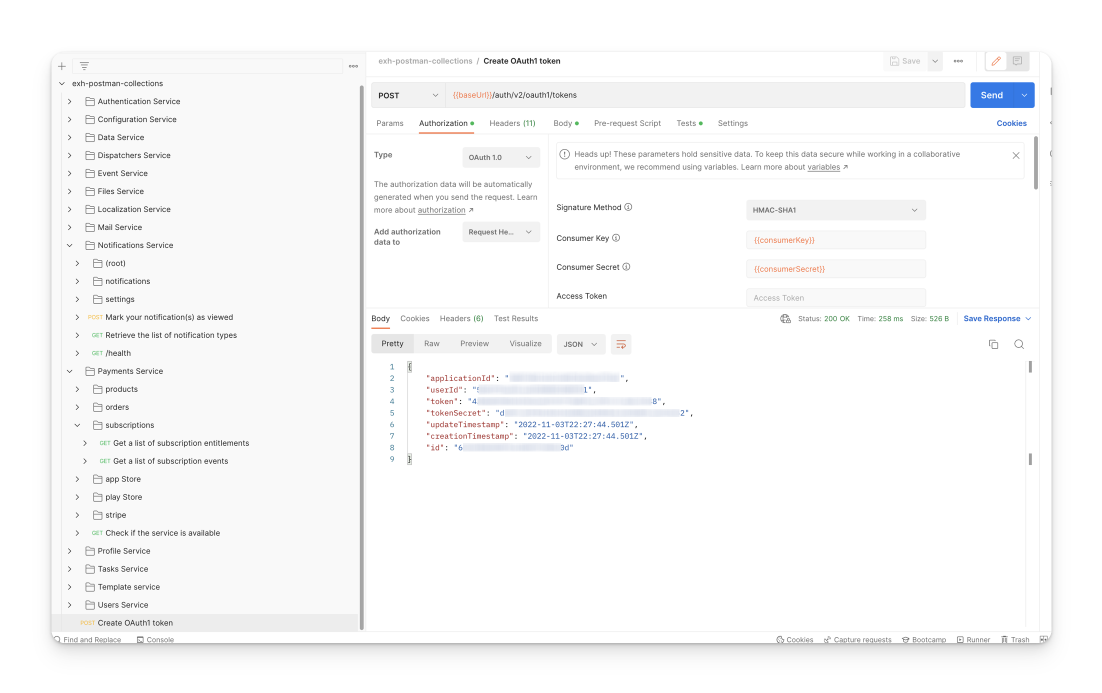 exh-postman-collections
Authentication Service
Configuration Service
Data Service
Dispatchers Service
Event Service
Files Service
Localization Service
Mail Service
Notifications Service
(root)
notifications
settings
POST Mark your notification(s) as viewed
GET Retrieve the list of notification types
GET /health
Payments Service
products
orders
subscriptions
GET Get a list of subscription entitlements
GET Get a list of subscription events
app Store
play Store
stripe
GET Check if the service is available
Profile Service
Tasks Service
Template service
Users Service
POST Create OAuth1 token
exh-postman-collections / Create OAuth1 token
Save
POST {{baseUrl}}/auth/v2/oauth1/tokens Send
Params Authorization Headers (11) Body Pre-request Script Tests Settings Cookies
Type OAuth 1.0
The authorization data will be automatically
generated when you send the request. Learn
more about authorization ↗
Add authorization
data to
Request He...
Heads up! These parameters hold sensitive data. To keep this data secure while working in a collaborative
environment, we recommend using variables. Learn more about variables ↗
Signature Method HMAC-SHA1
Consumer Key {{consumerKey}}
Consumer Secret {{consumerSecret}}
Access Token Access Token
Body Cookies Headers (6) Test Results Status: 200 OK Time: 258 ms Size: 526 B Save Response
Pretty Raw Preview Visualize JSON
1 {
2 "applicationId": "",
3 "userId": "1",
4 "token": "4 8",
5 "tokenSecret": "d 2",
6 "updateTimestamp": "2022-11-03T22:27:44.501Z",
7 "creationTimestamp": "2022-11-03T22:27:44.501Z",
8 "id": "6 0d"
9 }
Find and Replace Console Cookies Capture requests Bootcamp Runner Trash